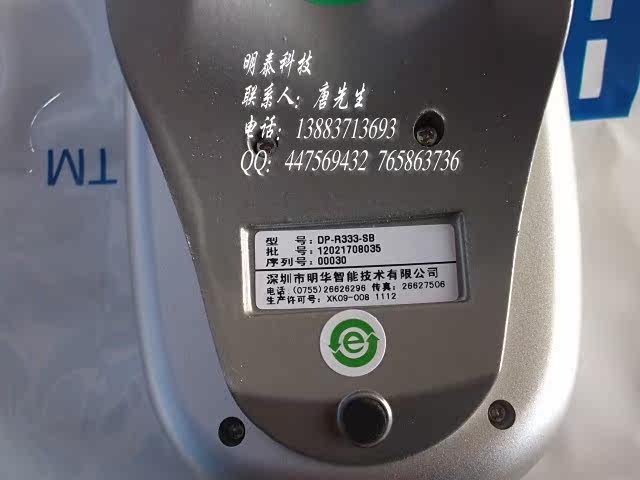 明泰科技
联系人：唐先生
电话：13883713693
QQ：447569432 765863736
TM
型 号：DP-R333-SB
批 号：12021708035
序列号：00030
深圳市明华智能技术有限公司
电话：(0755)26626296 传真：26627506
生产许可号：XK09-008 1112
e